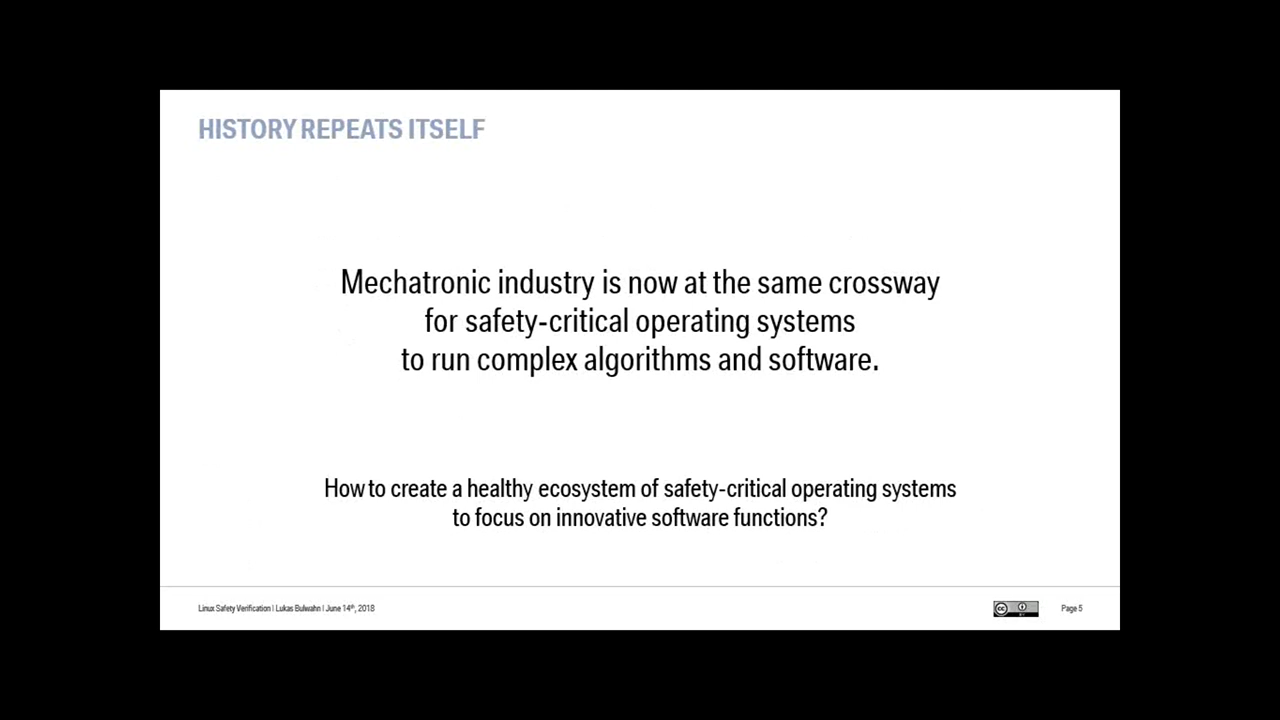 HISTORY REPEATS ITSELF
Mechatronic industry is now at the same crossway
for safety-critical operating systems
to run complex algorithms and software.
How to create a healthy ecosystem of safety-critical operating systems
to focus on innovative software functions?
Linux Safety Verification | Lukas Bulwahn | June 14th, 2018
cc
BY
Page 5